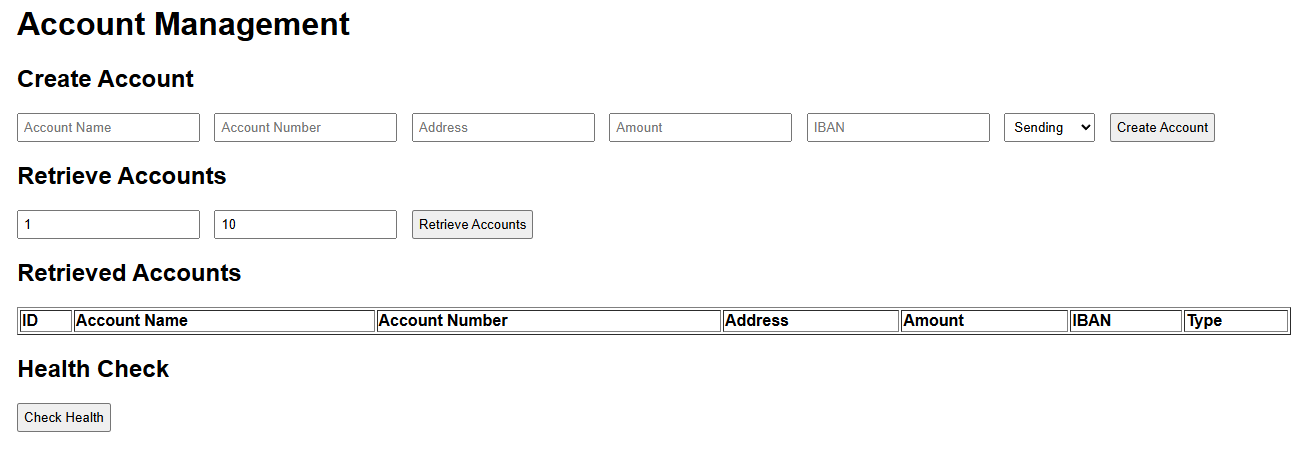 Account Management
Create Account
Account Name Account Number Address Amount IBAN Sending Create Account
Retrieve Accounts
1 10 Retrieve Accounts
Retrieved Accounts
ID Account Name Account Number Address Amount IBAN Type
Health Check
Check Health